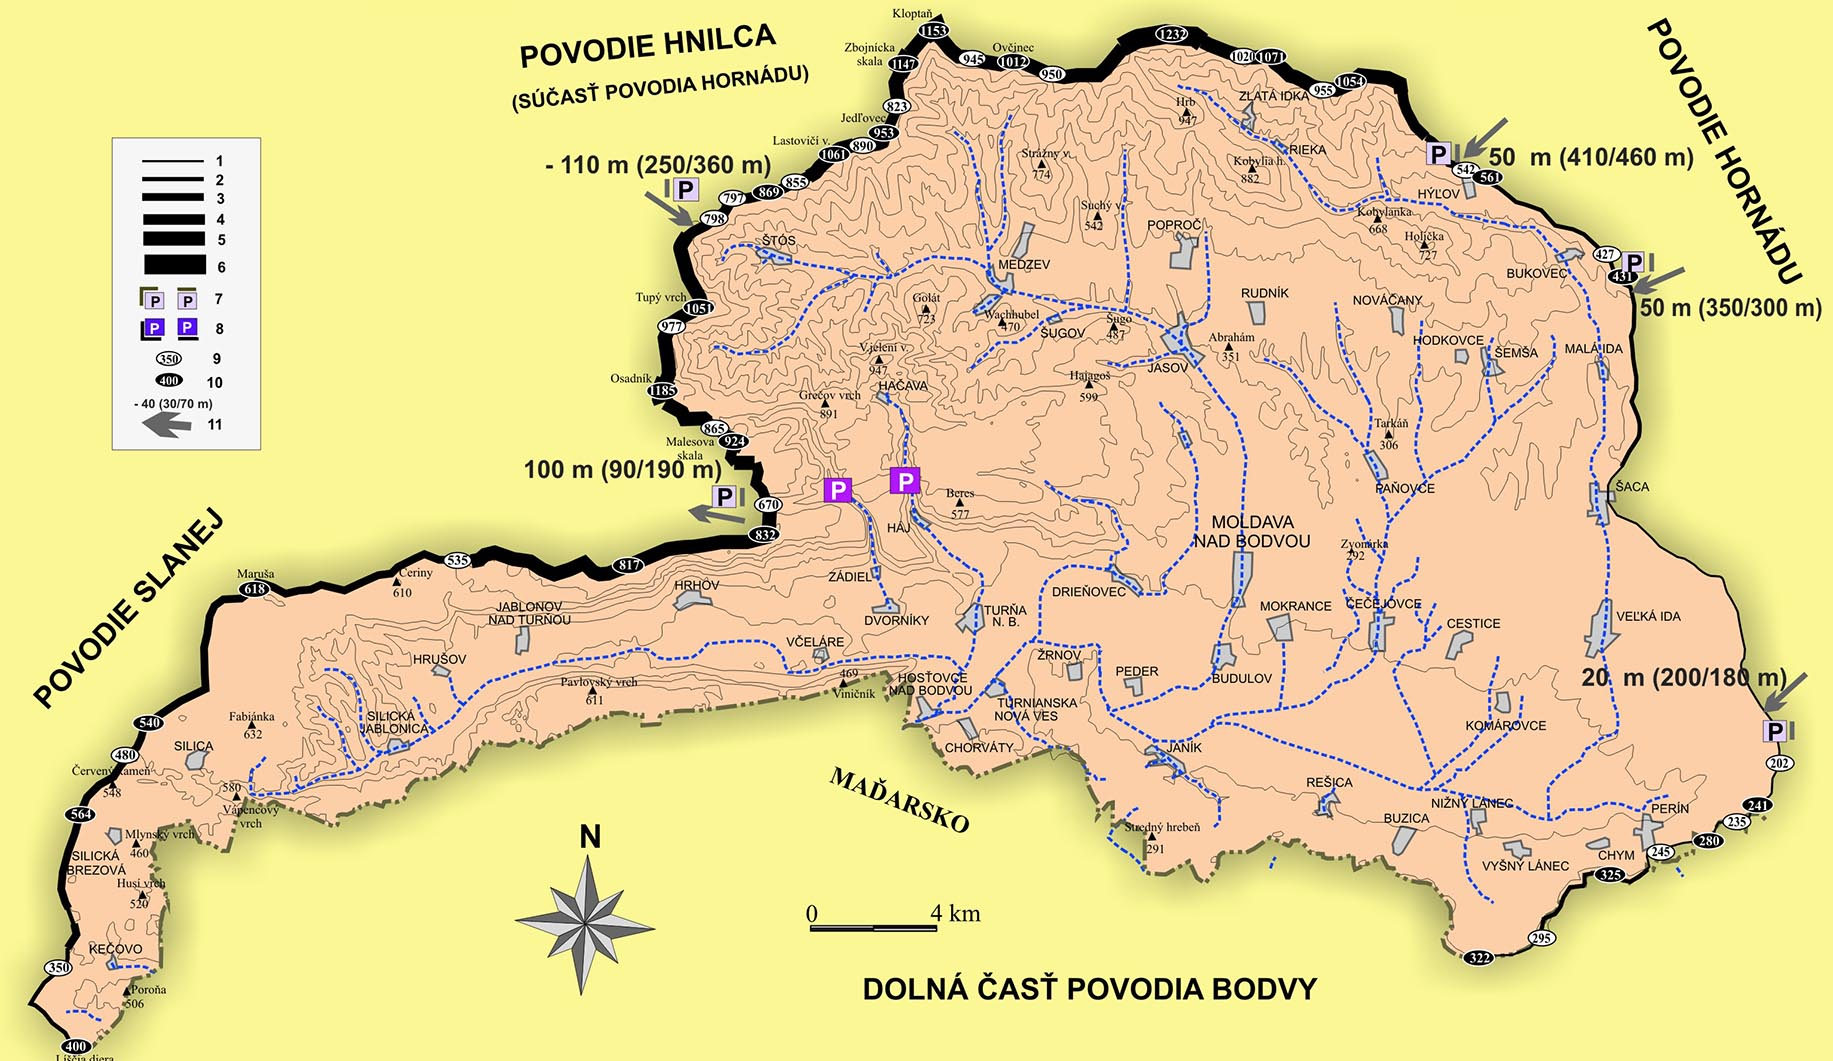 POVODIE HNILCA
(SÚČASŤ POVODIA HORNÁDU)
POVODIE HORNÁDU
POVODIE SLANEJ
MAĎARSKO
DOLNÁ ČASŤ POVODIA BODVY
N
0
4 km
1
2
3
4
5
6
P P 7
P P 8
350 9
400 10
- 40 (30/70 m)
11
- 110 m (250/360 m)
P
50 m (410/460 m)
P
50 m (350/300 m)
P
100 m (90/190 m)
P
20 m (200/180 m)
P
P
P
Kloptaň
1153
Zbojnícka
skala
1147
945
Ovčinec
1012
950
1232
1020
1071
955
1054
542
561
427
431
823
Jedľovec
953
890
Lastovičí v.
1061
855
869
797
798
Tupý vrch
1051
977
Osadník
1185
865
924
Malesova
skala
670
832
817
535
Maruša
618
540
480
564
350
400
Líščia diera
202
241
235
280
245
325
295
322
Hrb
947
ZLATÁ IDKA
RIEKA
Kobylia h.
882
HÝĽOV
Strážny v.
774
Suchý v.
542
POPROČ
Kobylanka
668
Holička
727
BUKOVEC
ŠTÓS
MEDZEV
Golát
723
Wachhubel
470
ŠUGOV
Šugo
487
RUDNÍK
NOVÁČANY
HODKOVCE
ŠEMŠA
MALÁ IDA
Abrahám
351
JASOV
V.jelení v.
947
HAČAVA
Grečov vrch
891
Hajagoš
599
Tarkáň
306
PAŇOVCE
ŠACA
Beres
577
HÁJ
MOLDAVA
NAD BODVOU
Zvonárka
292
ZÁDIEL
DRIEŇOVEC
Čeriny
610
HRHOV
JABLONOV
NAD TURŇOU
DVORNÍKY
TURŇA
N. B.
MOKRANCE
ČEČEJOVCE
CESTICE
VEĽKÁ IDA
HRUŠOV
VČELÁRE
ŽRNOV
PEDER
BUDULOV
Pavlovský vrch
611
469
Viničník
HOSŤOVCE
NAD BODVOU
TURNIANSKA
NOVÁ VES
KOMÁROVCE
Fabiánka
632
SILICKÁ
JABLONICA
SILICA
CHORVÁTY
JANÍK
Červený kameň
548
580
Vápencový
vrch
REŠICA
NIŽNÝ LÁNEC
PERÍN
BUZICA
Stredný hrebeň
291
Mlynský vrch
460
SILICKÁ
BREZOVÁ
VYŠNÝ LÁNEC
CHYM
Husí vrch
520
KEČOVO
Poroňa
506